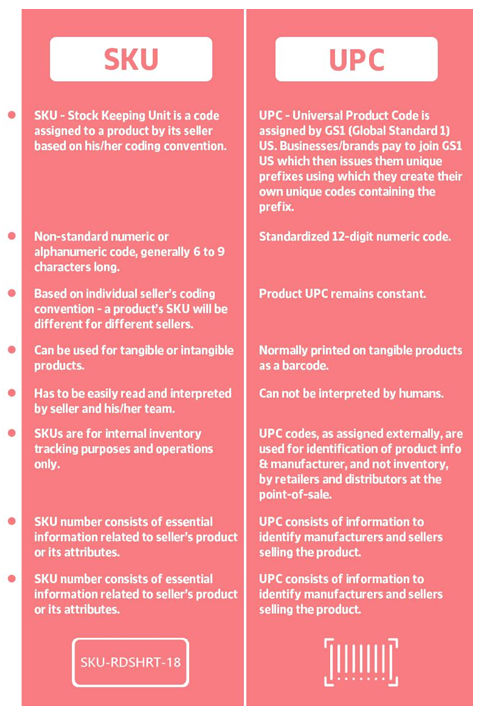 SKU
UPC
SKU - Stock Keeping Unit is a code
assigned to a product by its seller
based on his/her coding convention.
UPC - Universal Product Code is
assigned by GS1 (Global Standard 1)
US. Businesses/brands pay to join GS1
US which then issues them unique
prefixes using which they create their
own unique codes containing the
prefix.
Non-standard numeric or
alphanumeric code, generally 6 to 9
characters long.
Standardized 12-digit numeric code.
Based on individual seller's coding
convention - a product's SKU will be
different for different sellers.
Product UPC remains constant.
Can be used for tangible or intangible
products.
Normally printed on tangible products
as a barcode.
Has to be easily read and interpreted
by seller and his/her team.
Can not be interpreted by humans.
SKUs are for internal inventory
tracking purposes and operations
only.
UPC codes, as assigned externally, are
used for identification of product info
& manufacturer, and not inventory,
by retailers and distributors at the
point-of-sale.
SKU number consists of essential
information related to seller's product
or its attributes.
UPC consists of information to
identify manufacturers and sellers
selling the product.
SKU number consists of essential
information related to seller's product
or its attributes.
UPC consists of information to
identify manufacturers and sellers
selling the product.
SKU-RDSHRT-18